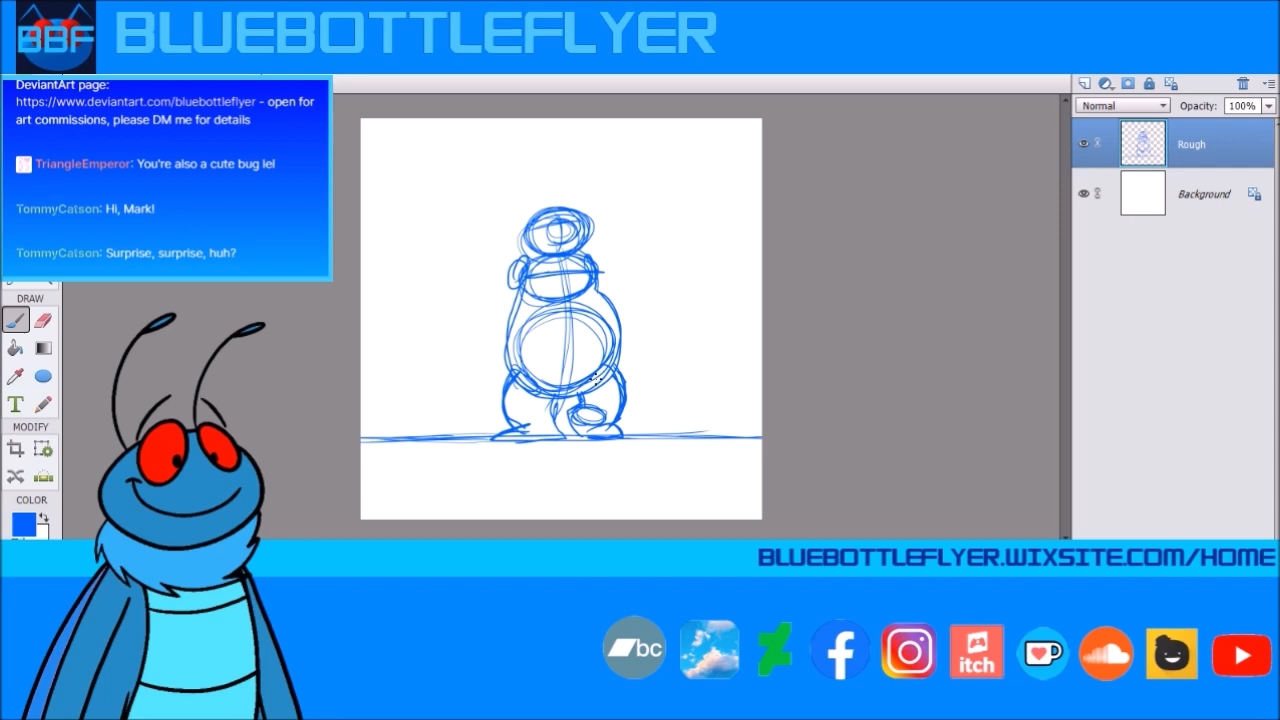 BBF BLUEBOTTLEFLYER
DeviantArt page:
https://www.deviantart.com/bluebottleflyer - open for
art commissions, please DM me for details
TriangleEmperor: You're also a cute bug lel
TommyCatson: Hi, Mark!
TommyCatson: Surprise, surprise, huh?
Normal Opacity: 100%
Rough
Background
DRAW
T
MODIFY
COLOR
BLUEBOTTLEFLYER.WIXSITE.COM/HOME
bc
itch